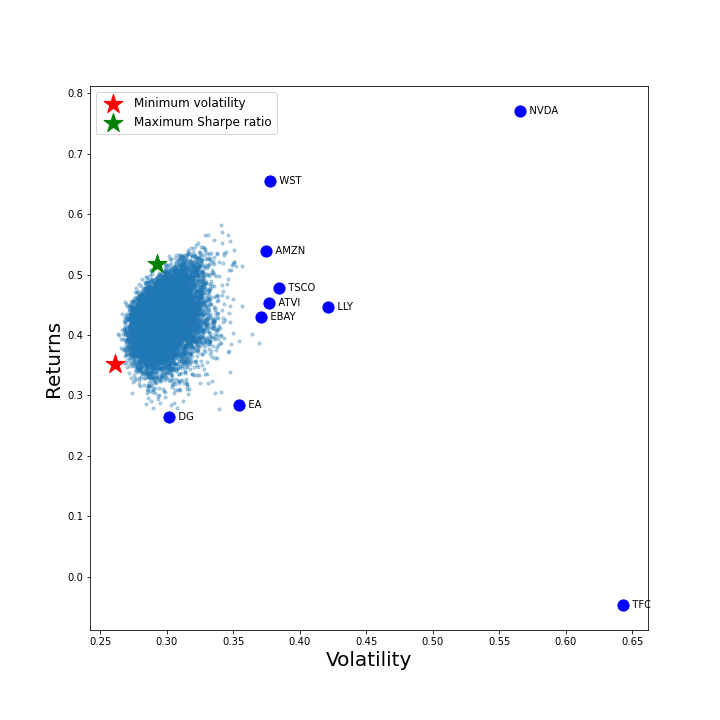 Minimum volatility
Maximum Sharpe ratio
0.8
0.7
0.6
0.5
0.4
0.3
0.2
0.1
0.0
Returns
NVDA
WST
AMZN
TSCO
ATVI
LLY
EBAY
EA
DG
TFC
0.25 0.30 0.35 0.40 0.45 0.50 0.55 0.60 0.65
Volatility